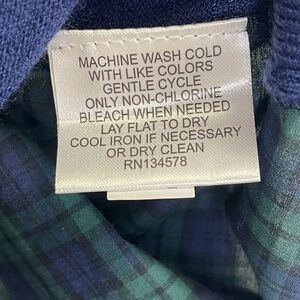 MACHINE WASH COLD
WITH LIKE COLORS
GENTLE CYCLE
ONLY NON-CHLORINE
BLEACH WHEN NEEDED
LAY FLAT TO DRY
COOL IRON IF NECESSARY
OR DRY CLEAN
RN134578